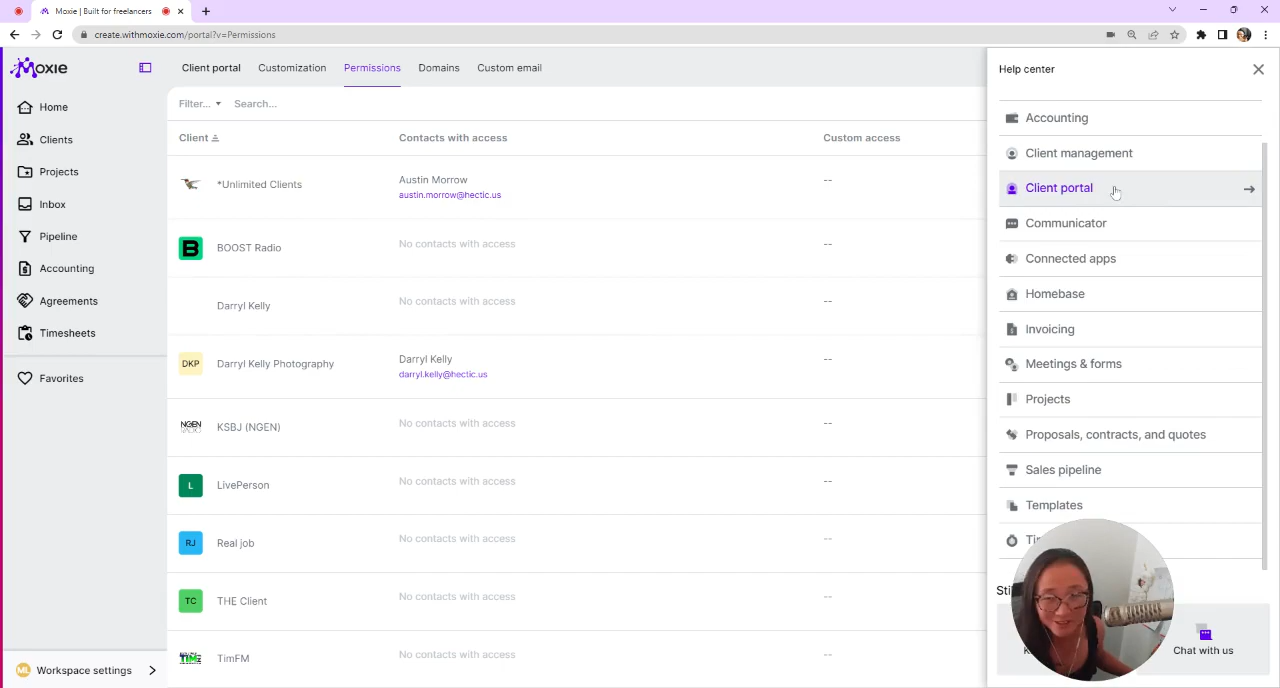 Moxie | Built for freelancers
create.withmoxie.com/portal?v=Permissions
Moxie
Home
Clients
Projects
Inbox
Pipeline
Accounting
Agreements
Timesheets
Favorites
ML
Workspace settings
Client portal
Customization
Permissions
Domains
Custom email
Filter...
Search...
Client
Contacts with access
Custom access
*Unlimited Clients
Austin Morrow
austin.morrow@hectic.us
--
B
BOOST Radio
No contacts with access
--
Darryl Kelly
No contacts with access
--
DKP
Darryl Kelly Photography
Darryl Kelly
darryl.kelly@hectic.us
--
NGEN
KSBJ (NGEN)
No contacts with access
--
L
LivePerson
No contacts with access
--
RJ
Real job
No contacts with access
--
TC
THE Client
No contacts with access
--
TimFM
No contacts with access
--
Help center
Accounting
Client management
Client portal
Communicator
Connected apps
Homebase
Invoicing
Meetings & forms
Projects
Proposals, contracts, and quotes
Sales pipeline
Templates
Chat with us